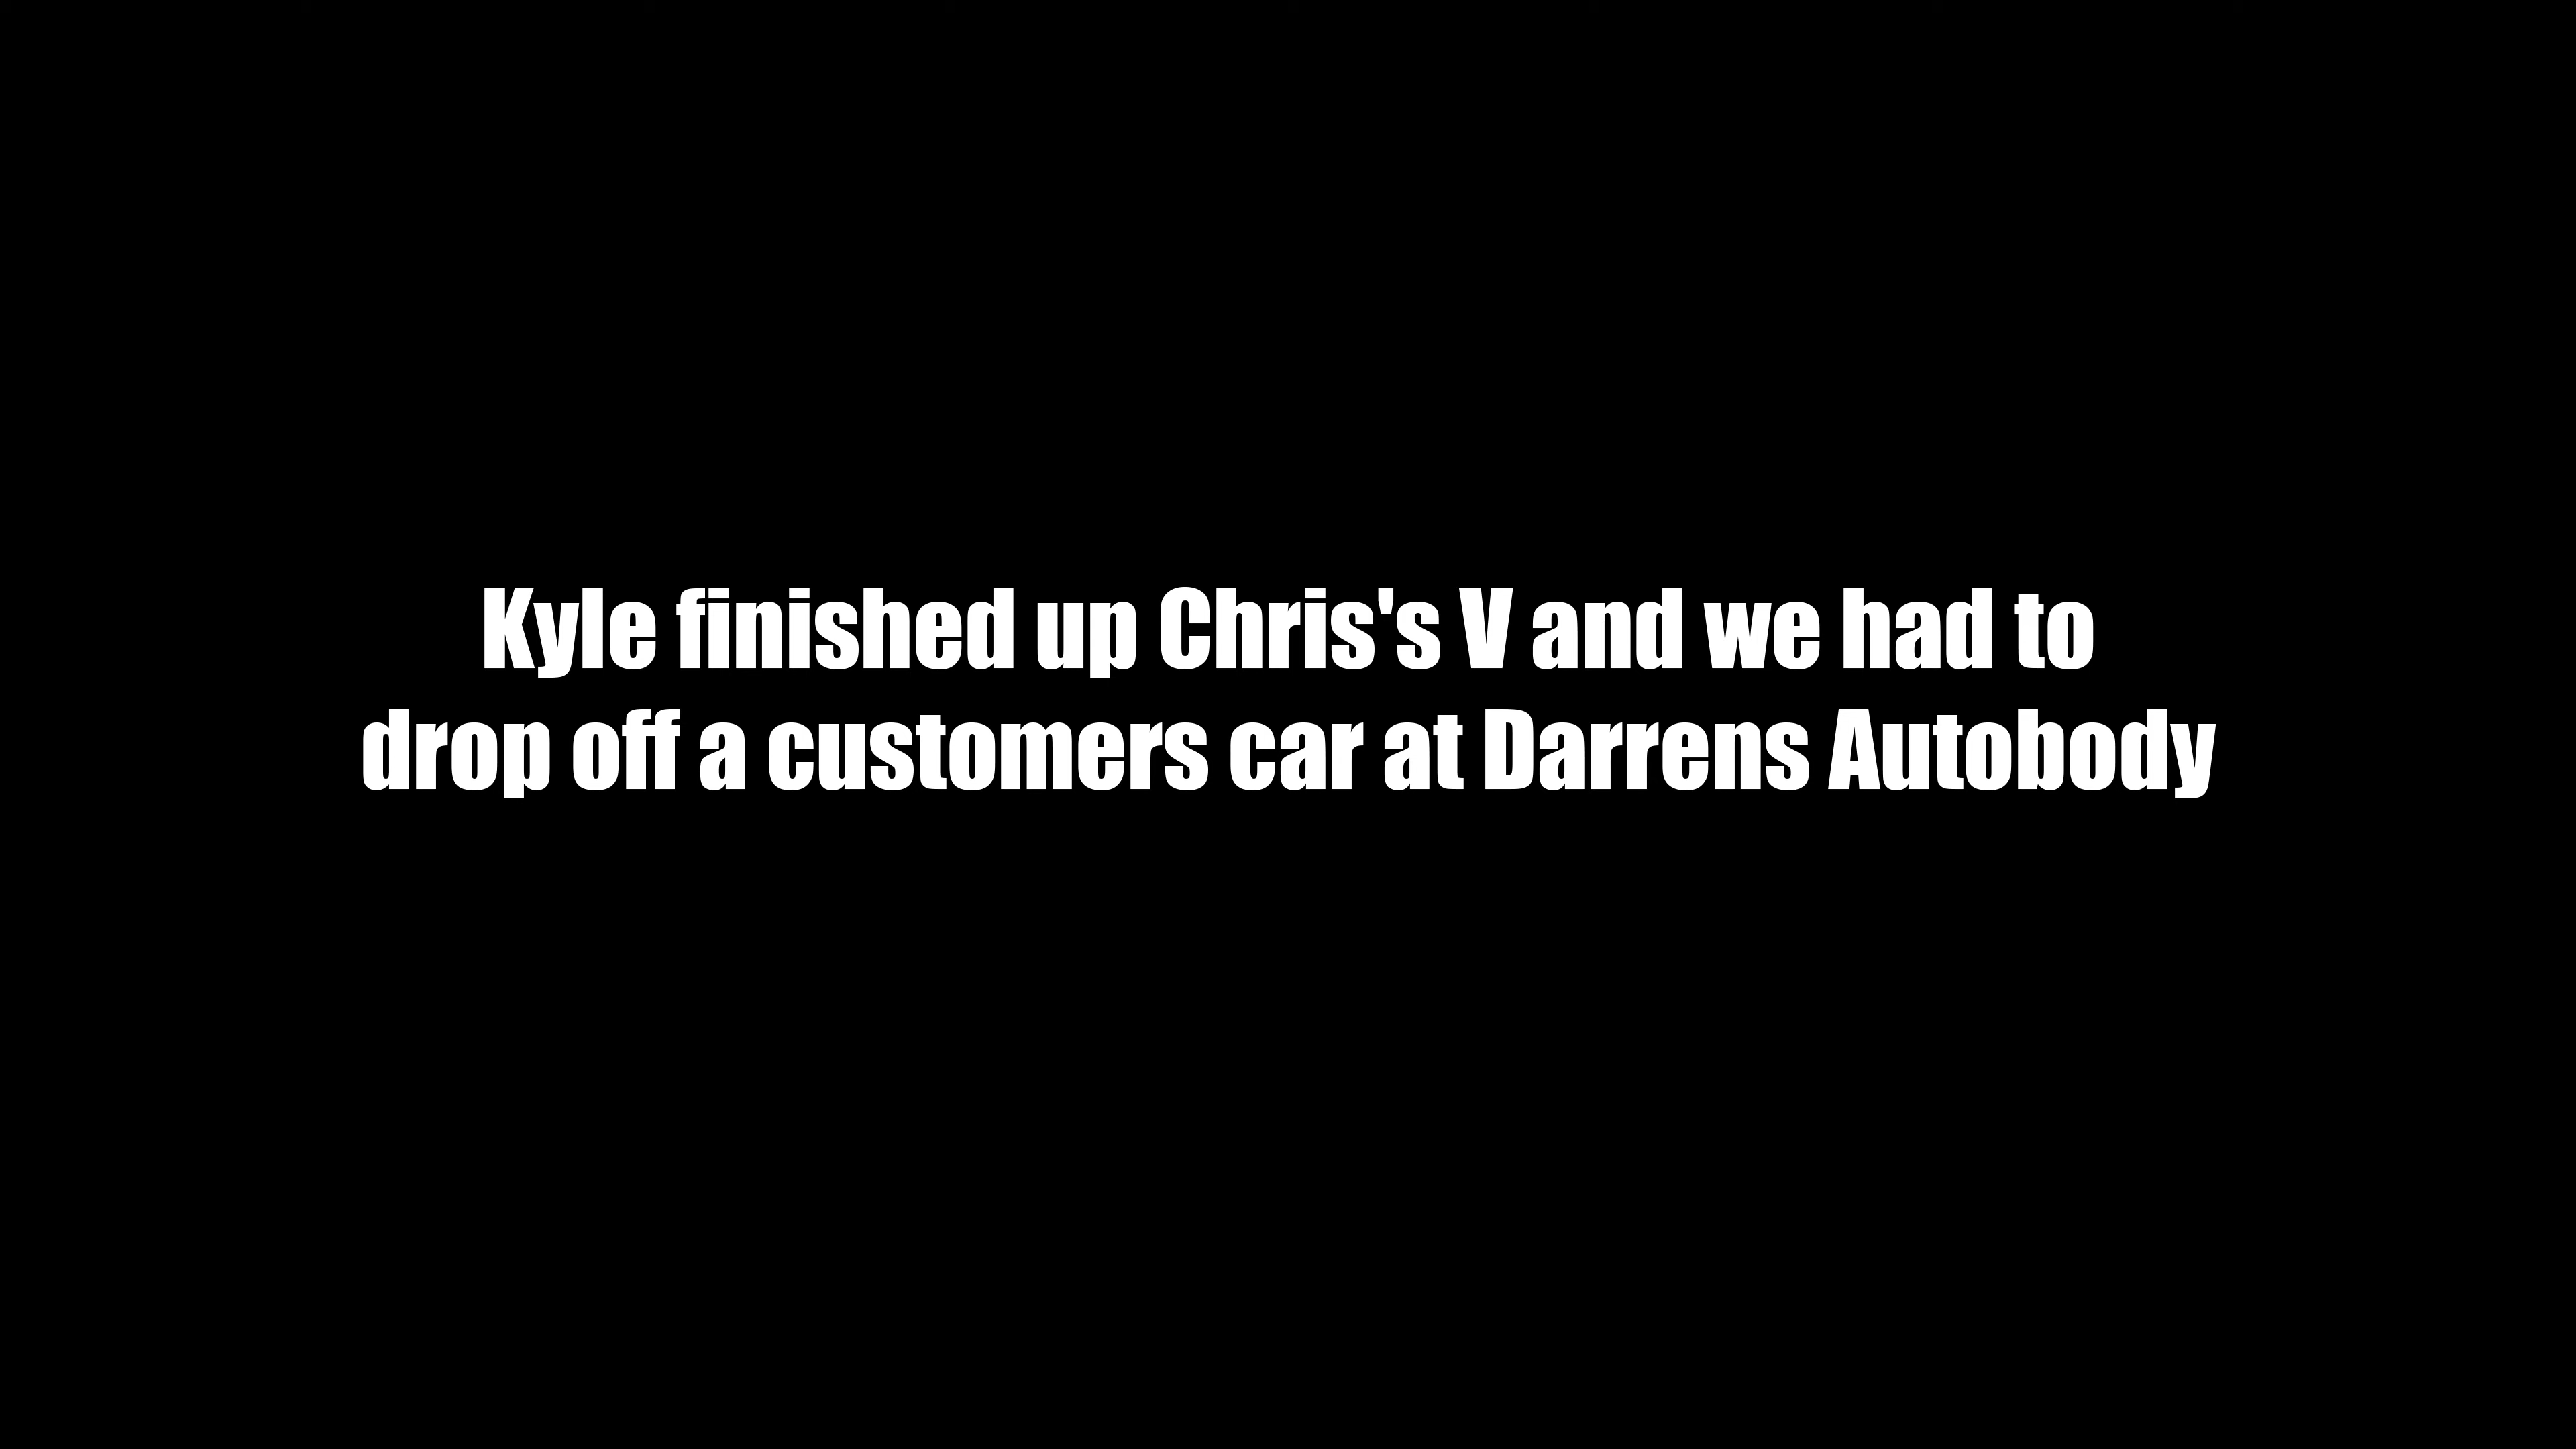 Kyle finished up Chris's V and we had to
drop off a customers car at Darrens Autobody